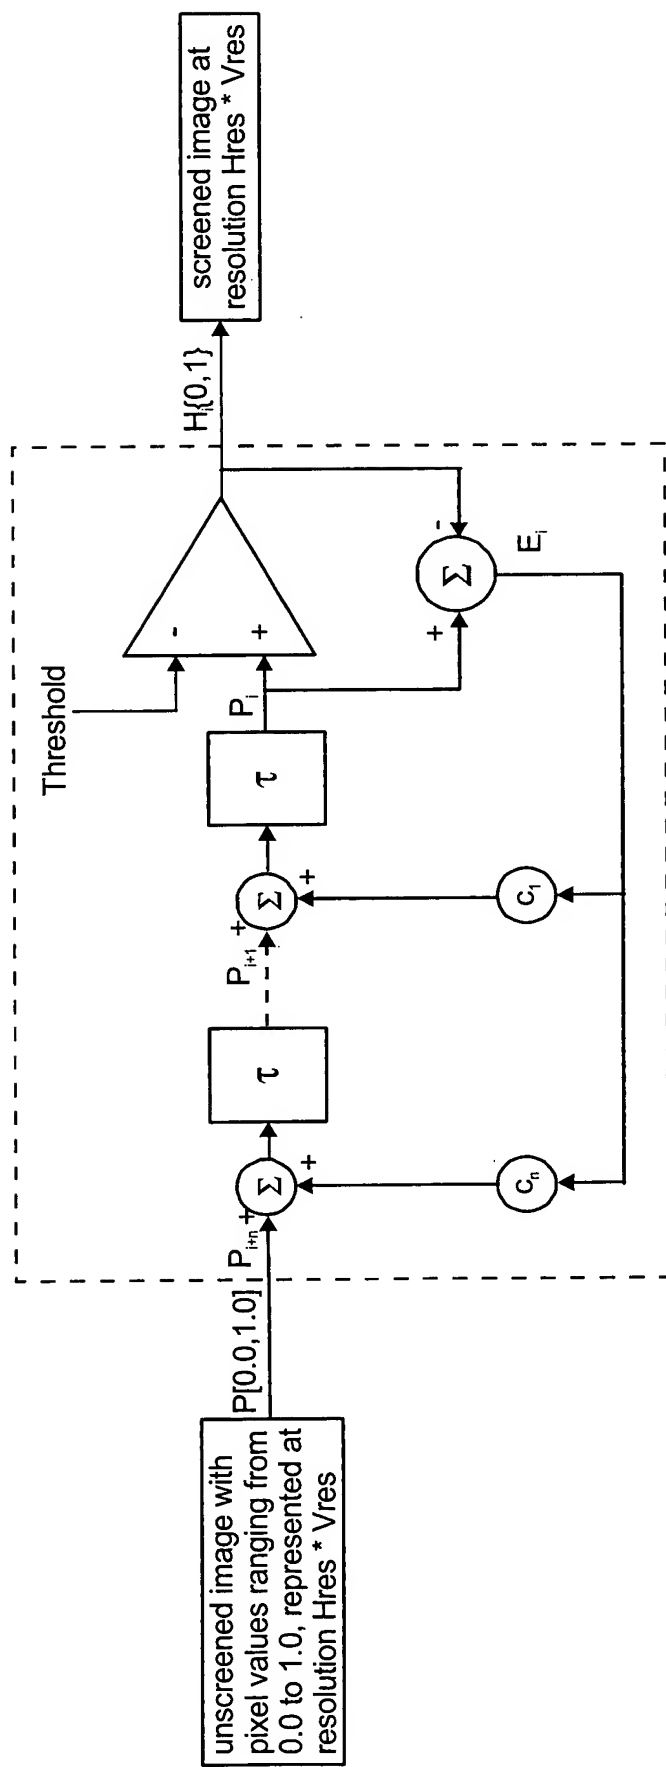 unscreened image with
pixel values ranging from
0.0 to 1.0, represented at
resolution Hres * Vres
P[0.0,1.0]
P i+n
+
Σ
+
τ
P i+1
+
Σ
+
τ
P i
Threshold
-
+
H i {0,1}
screened image at
resolution Hres * Vres
+
-
Σ
E i
c n
c 1